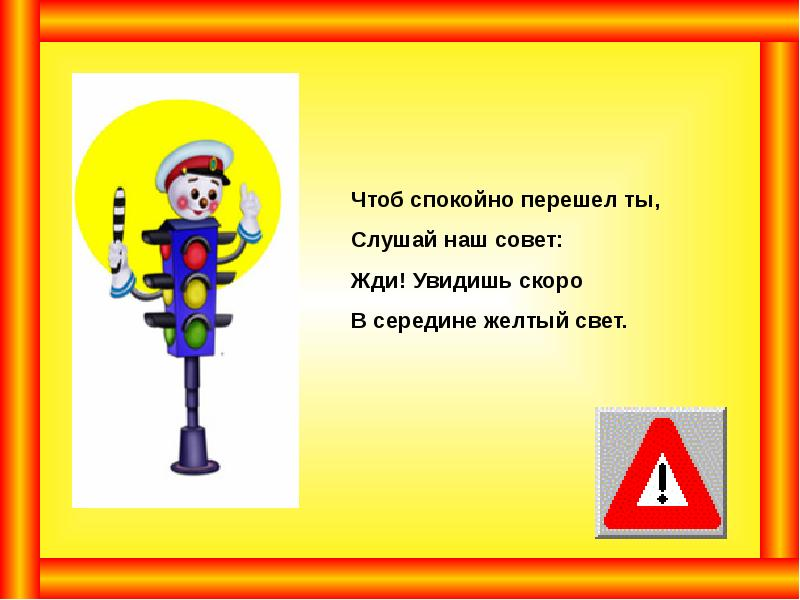 Чтоб спокойно перешел ты,
Слушай наш совет:
Жди! Увидишь скоро
В середине желтый свет.
!